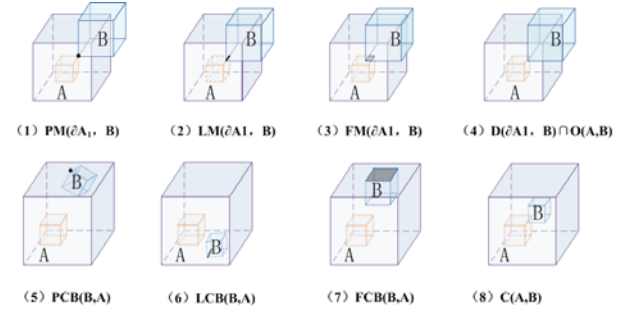 B B B B
A A A A
(1) PM(∂A₁, B) (2) LM(∂A1, B) (3) FM(∂A1, B) (4) D(∂A1, B)∩O(A,B)
B B B B
A A A A
(5) PCB(B,A) (6) LCB(B,A) (7) FCB(B,A) (8) C(A,B)